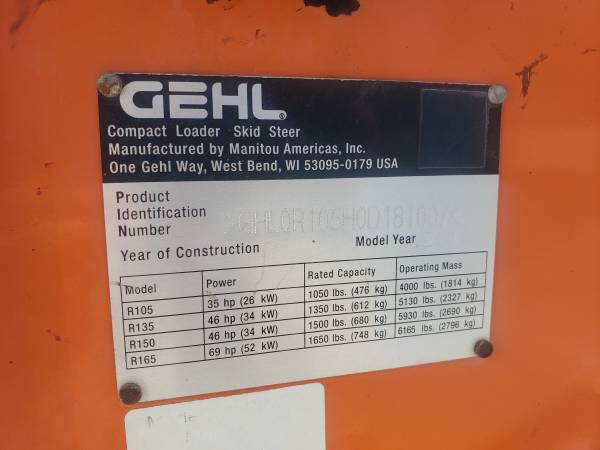 GEHL®
Compact Loader Skid Steer
Manufactured by Manitou Americas, Inc.
One Gehl Way, West Bend, WI 53095-0179 USA
Product
Identification
Number
Year of Construction Model Year
Model Power Rated Capacity Operating Mass
R105 35 hp (26 kW) 1050 lbs. (476 kg) 4000 lbs. (1814 kg)
R135 46 hp (34 kW) 1350 lbs. (612 kg) 5130 lbs. (2327 kg)
R150 46 hp (34 kW) 1500 lbs. (680 kg) 5930 lbs. (2690 kg)
R165 69 hp (52 kW) 1650 lbs. (748 kg) 6165 lbs. (2796 kg)